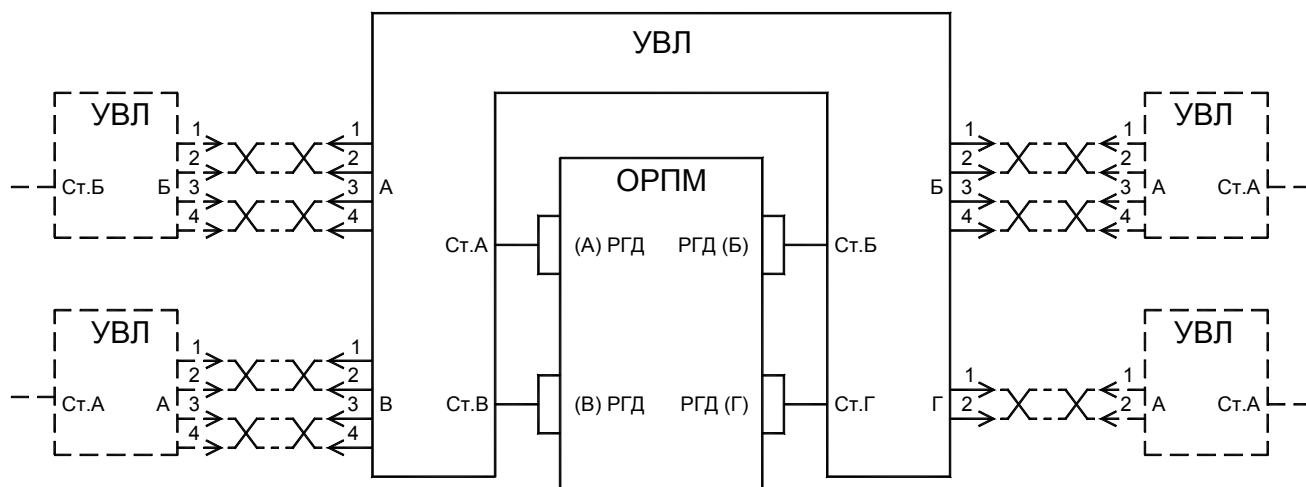 УВЛ
УВЛ
1
2
Ст.Б Б 3
4
1
2
3 А
4
Ст.А
ОРПМ
(А) РГД РГД (Б)
Ст.Б
1
2
Б 3
4
УВЛ
1
2
3 А Ст.А
4
УВЛ
1
2
Ст.А А 3
4
1
2
3 В
4
Ст.В
(В) РГД РГД (Г)
Ст.Г
1
Г 2
УВЛ
1
2 А Ст.А